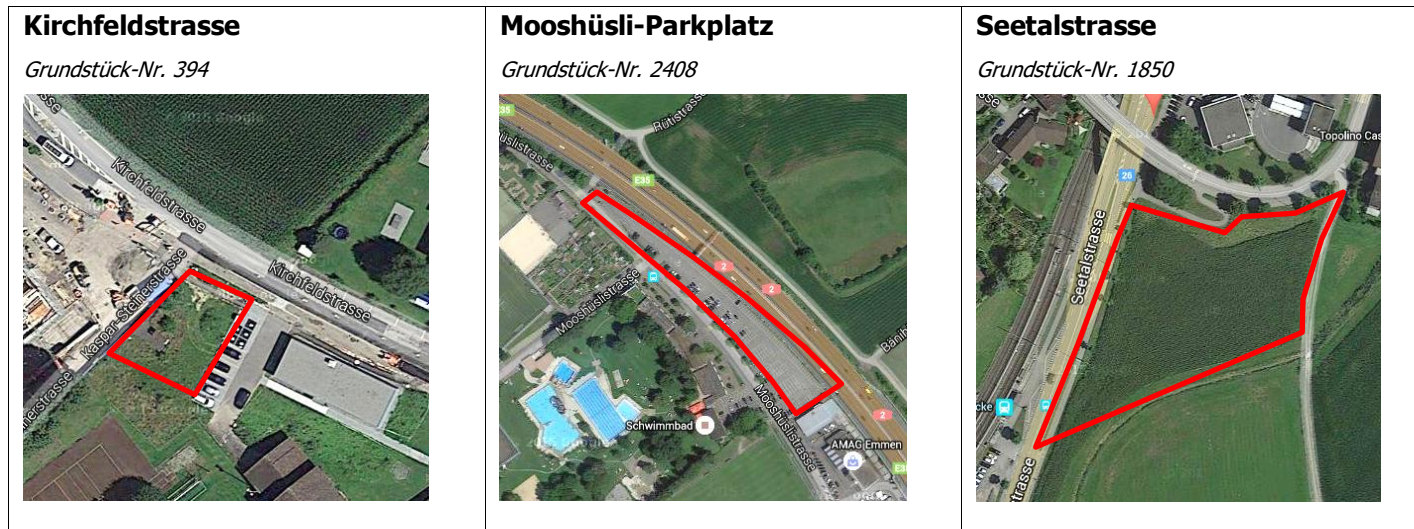 Kirchfeldstrasse
Grundstück-Nr. 394
Kirchfeldstrasse
Kirchfeldstrasse
Kaspar-Steinerstrasse
Mooshüsli-Parkplatz
Grundstück-Nr. 2408
E35
Rütistrasse
2
2
Mooshüslistrasse
Mooshüslistrasse
Schwimmbad
AMAG Emmen
2
Seetalstrasse
Grundstück-Nr. 1850
Topolino Cas
26
Seetalstrasse